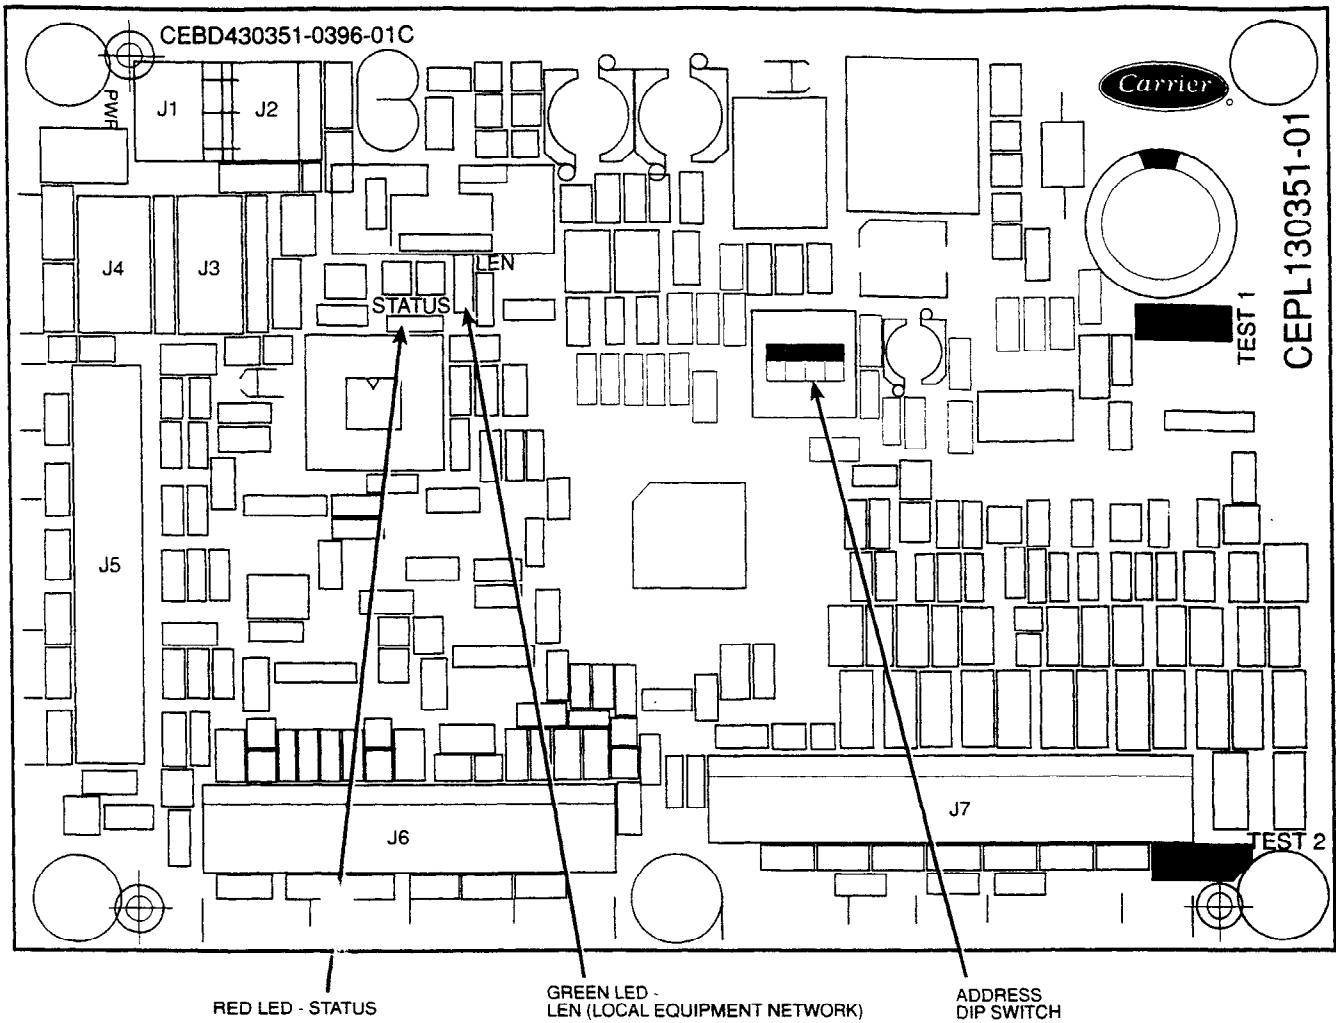 CEBD430351-0396-01C
Carrier
PWR
J1
J2
CEPL130351-01
J4
J3
LEN
STATUS
TEST 1
J5
J6
J7
TEST 2
RED LED - STATUS
GREEN LED -
LEN (LOCAL EQUIPMENT NETWORK)
ADDRESS
DIP SWITCH